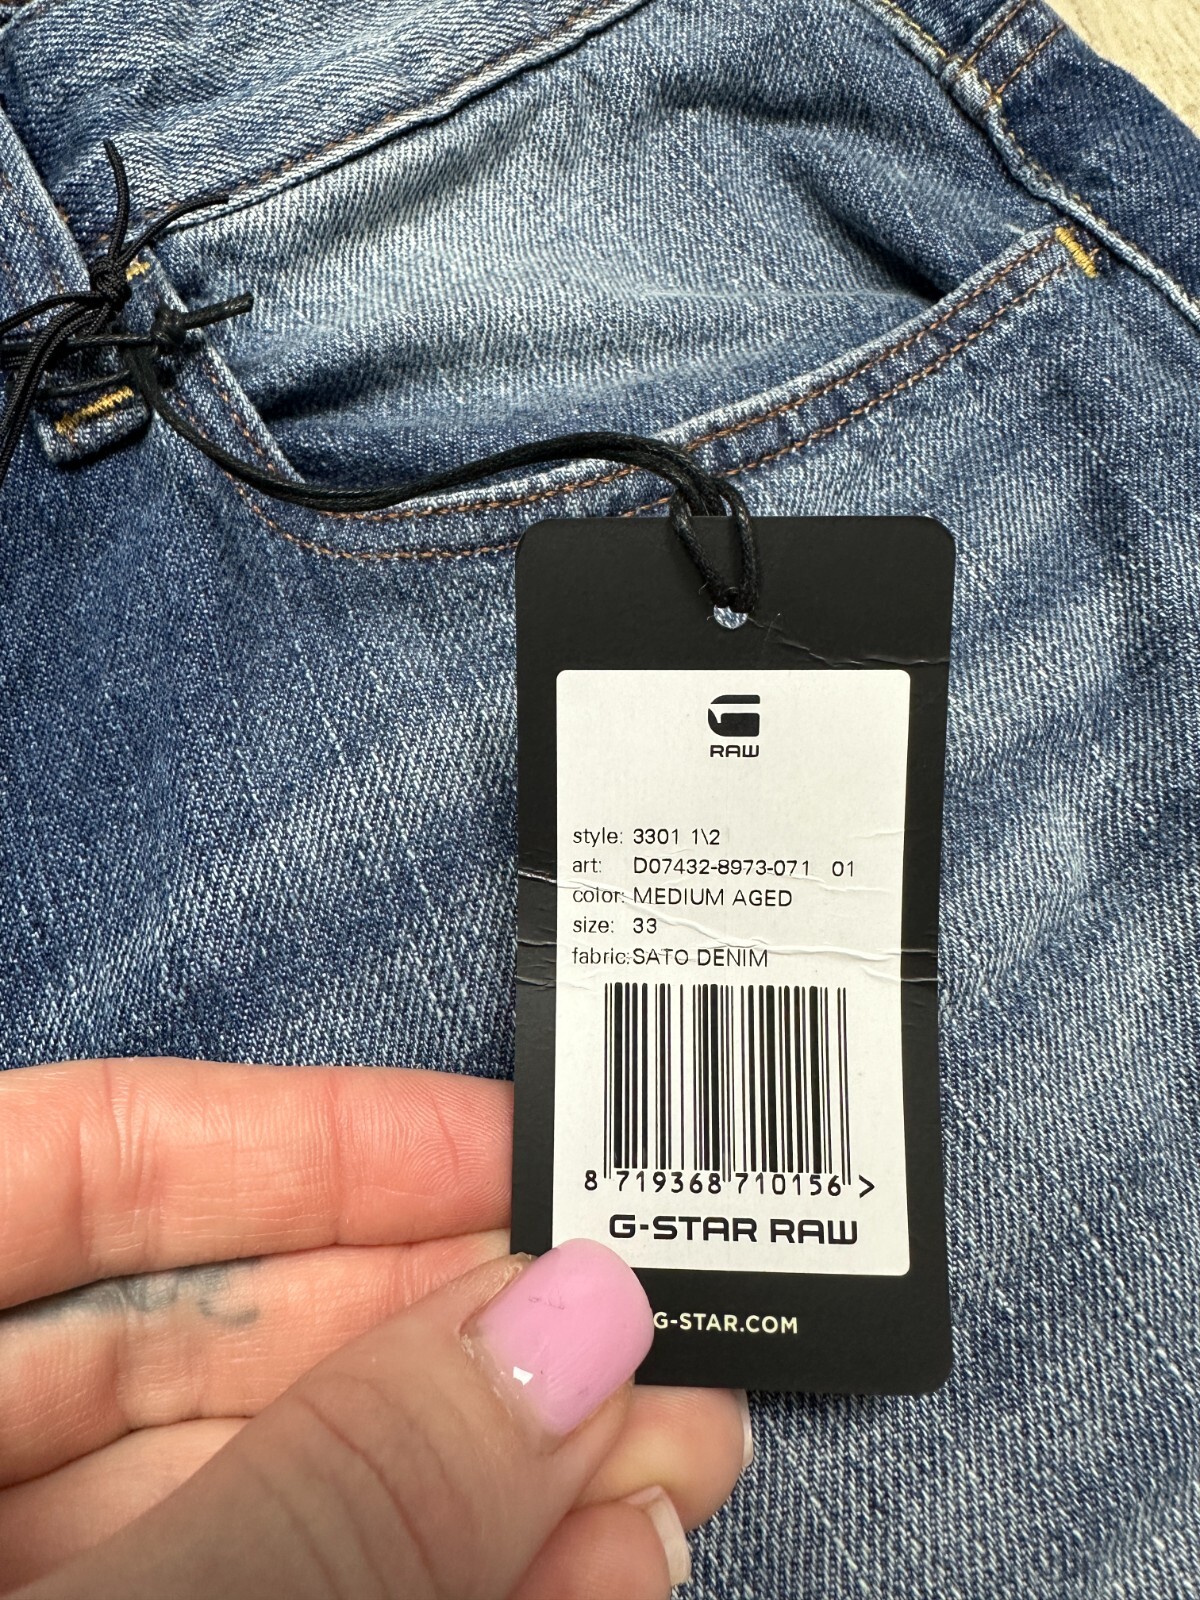 RAW
style: 3301 1\2
art: D07432-8973-071 01
color: MEDIUM AGED
size: 33
fabric: SATO DENIM
8 719368 710156 >
G-STAR RAW
G-STAR.COM